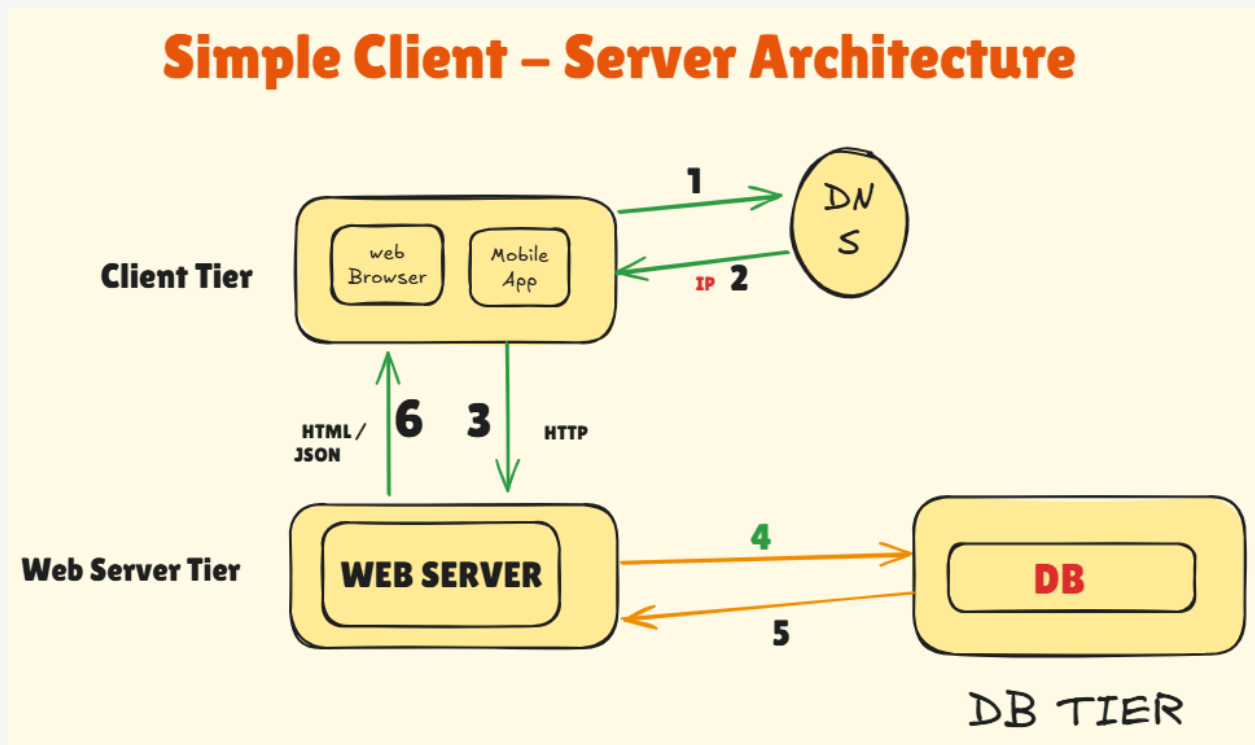 Simple Client – Server Architecture
1
DN
S
web
Browser
Mobile
App
Client Tier
IP 2
6
3
HTML /
JSON
HTTP
4
Web Server Tier
WEB SERVER
DB
5
DB TIER